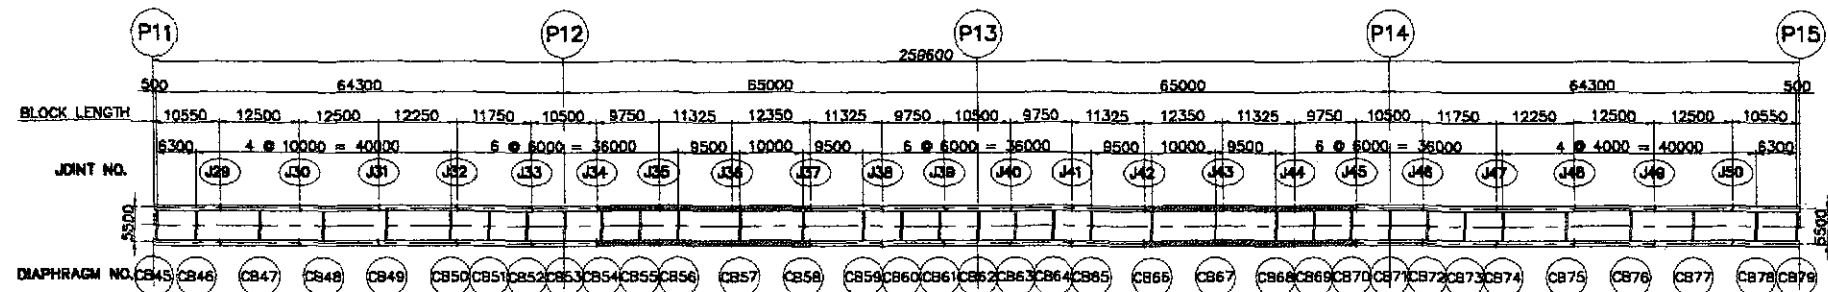 P11 P12 P13 P14 P15
259600
500 64300 65000 65000 64300 500
BLOCK LENGTH 10550 12500 12500 12250 11750 10500 9750 11325 12350 11325 9750 10500 9750 11325 12350 11325 9750 10500 11750 12250 12500 12500 10550
6300 4 @ 10000 = 40000 6 @ 6000 = 36000 9500 10000 9500 6 @ 6000 = 36000 9500 10000 9500 6 @ 6000 = 36000 4 @ 4000 = 40000 6300
JOINT NO. J29 J30 J31 J32 J33 J34 J35 J36 J37 J38 J39 J40 J41 J42 J43 J44 J45 J46 J47 J48 J49 J50
5500 5500
DIAPHRAGM NO. CB45 CB46 CB47 CB48 CB49 CB50 CB51 CB52 CB53 CB54 CB55 CB56 CB57 CB58 CB59 CB60 CB61 CB62 CB63 CB64 CB65 CB66 CB67 CB68 CB69 CB70 CB71 CB72 CB73 CB74 CB75 CB76 CB77 CB78 CB79